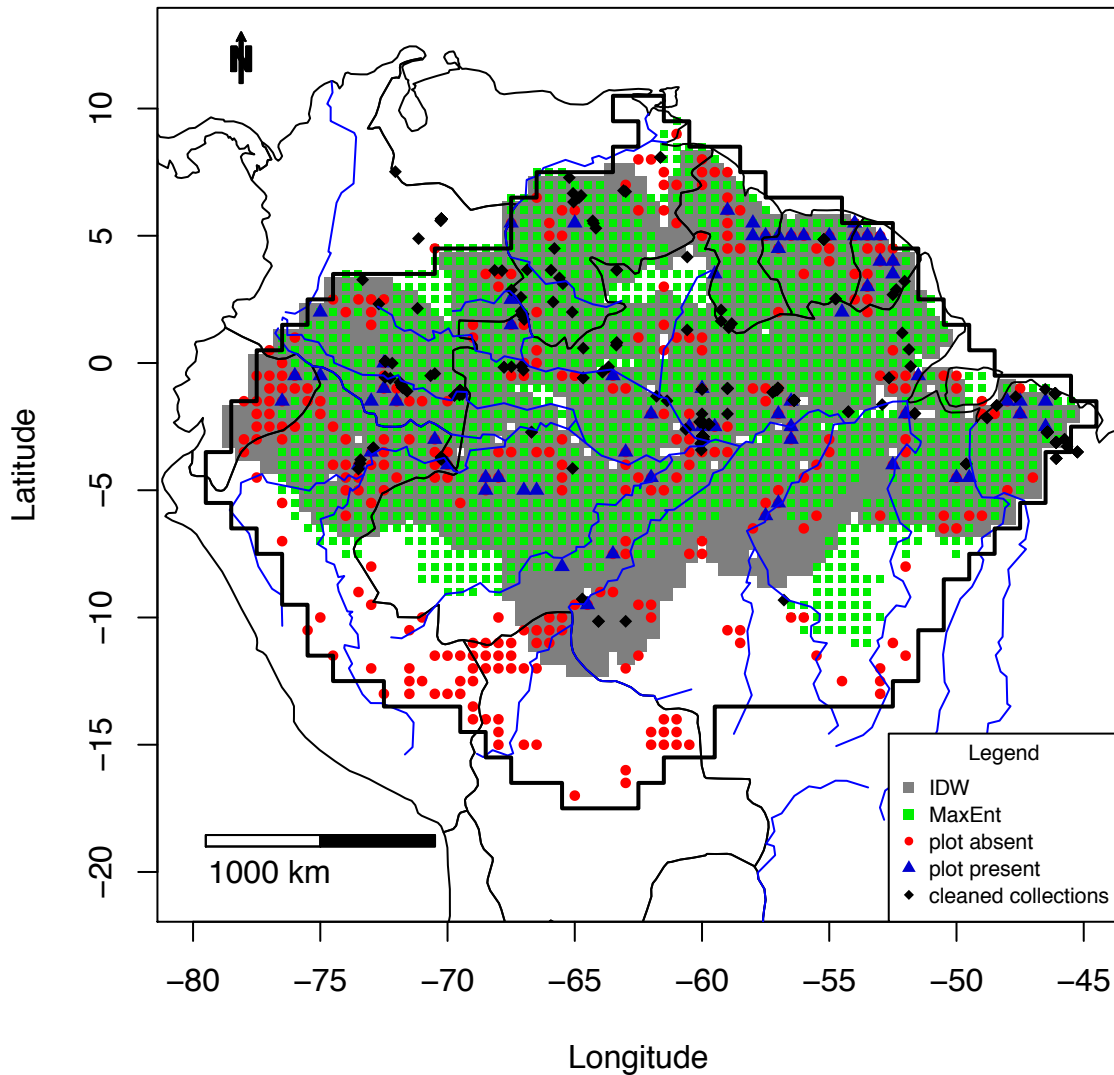 N
10
5
0
−5
−10
−15
−20
Latitude
1000 km
Legend
IDW
MaxEnt
plot absent
plot present
cleaned collections
−80 −75 −70 −65 −60 −55 −50 −45
Longitude